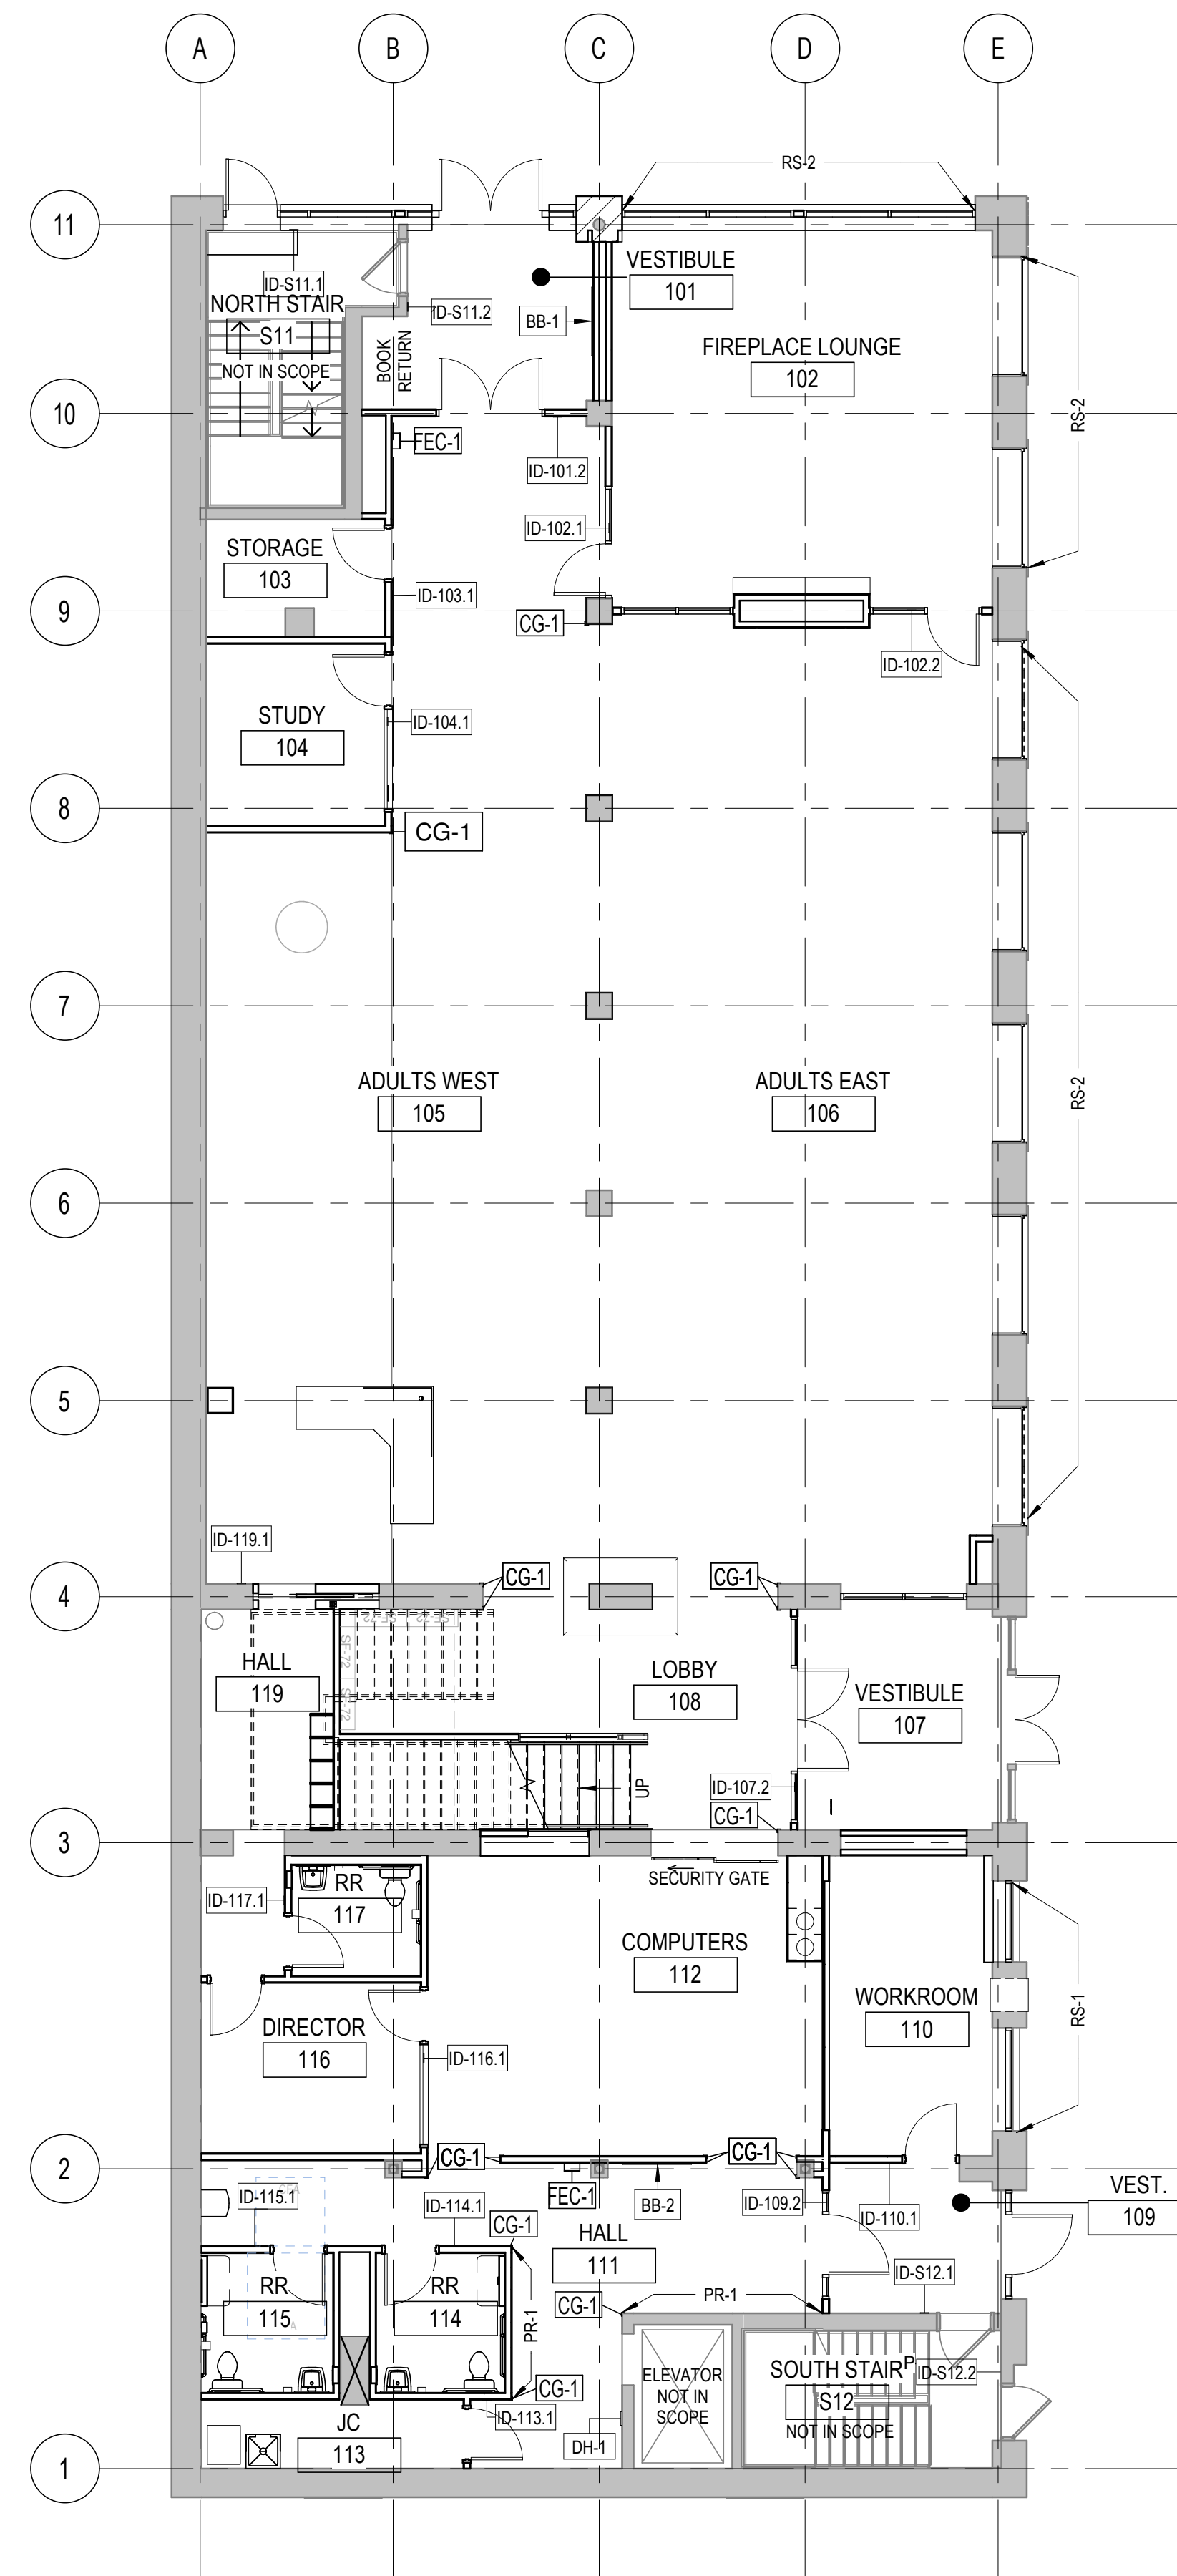 A
B
C
D
E
RS-2
11
ID-S11.1
NORTH STAIR
S11
NOT IN SCOPE
ID-S11.2
BOOK
RETURN
BB-1
VESTIBULE
101
FIREPLACE LOUNGE
102
RS-2
10
FEC-1
ID-101.2
ID-102.1
STORAGE
103
ID-103.1
9
CG-1
ID-102.2
STUDY
104
ID-104.1
8
CG-1
7
ADULTS WEST
105
ADULTS EAST
106
RS-2
6
5
ID-119.1
4
CG-1
CG-1
SF-72
SF-72
SF-72
SF-72
HALL
119
LOBBY
108
VESTIBULE
107
UP
ID-107.2
CG-1
3
SECURITY GATE
ID-117.1
RR
117
COMPUTERS
112
WORKROOM
110
RS-1
DIRECTOR
116
ID-116.1
2
CG-1
CG-1
FEC-1
BB-2
ID-109.2
ID-110.1
VEST.
109
ID-115.1
ID-114.1
CG-1
HALL
111
ID-S12.1
RR
115
RR
114
PR-1
CG-1
PR-1
ELEVATOR
NOT IN
SCOPE
SOUTH STAIR
P
ID-S12.2
S12
NOT IN SCOPE
CG-1
ID-113.1
DH-1
JC
113
1